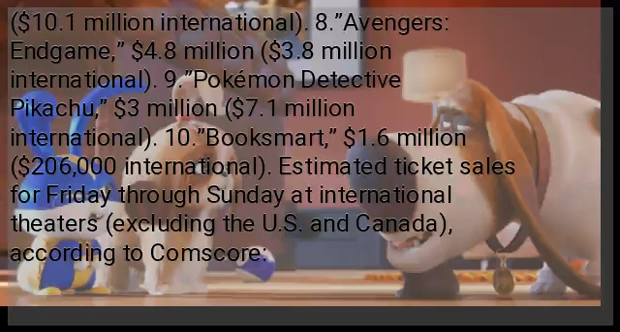 ($10.1 million international). 8.”Avengers:
Endgame,” $4.8 million ($3.8 million
international). 9.”Pokémon Detective
Pikachu,” $3 million ($7.1 million
international). 10.”Booksmart,” $1.6 million
($206,000 international). Estimated ticket sales
for Friday through Sunday at international
theaters (excluding the U.S. and Canada),
according to Comscore: